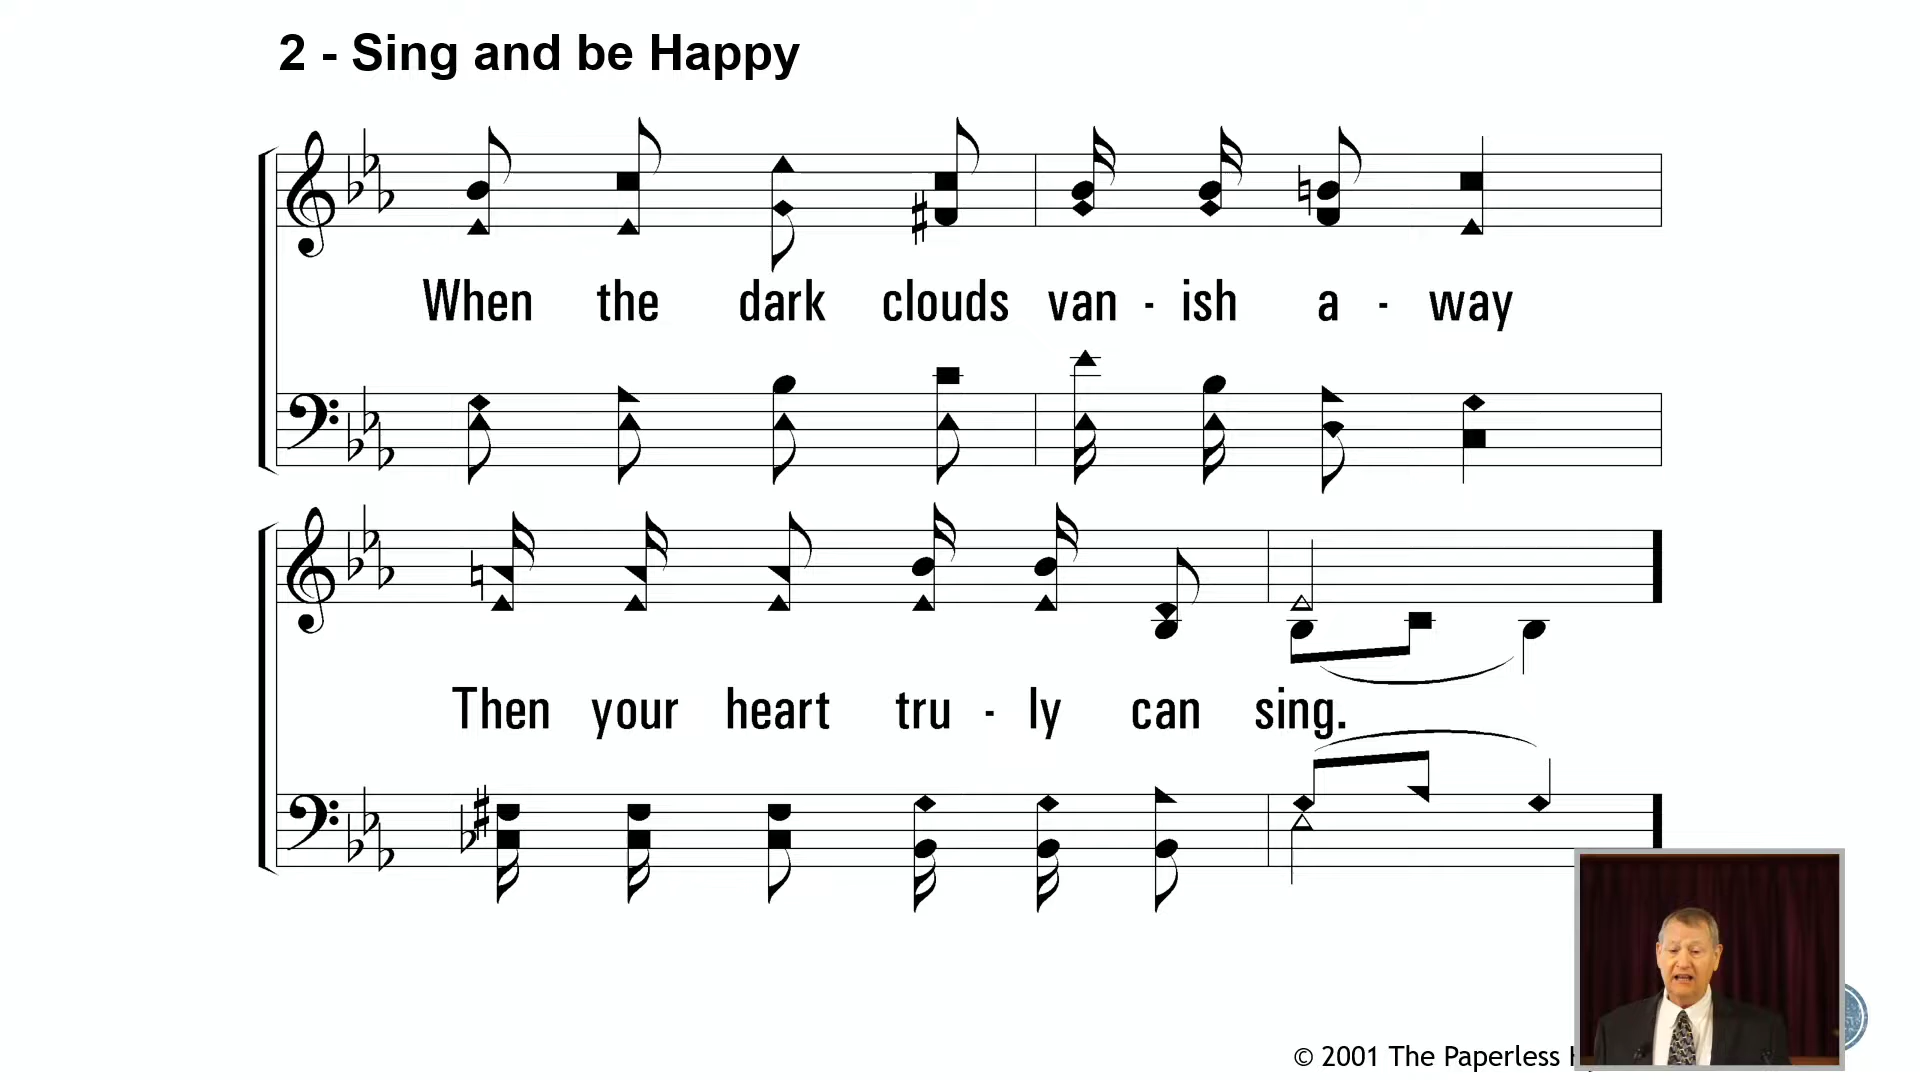 2 - Sing and be Happy
When the dark clouds van - ish a - way
Then your heart tru - ly can sing.
© 2001 The Paperless